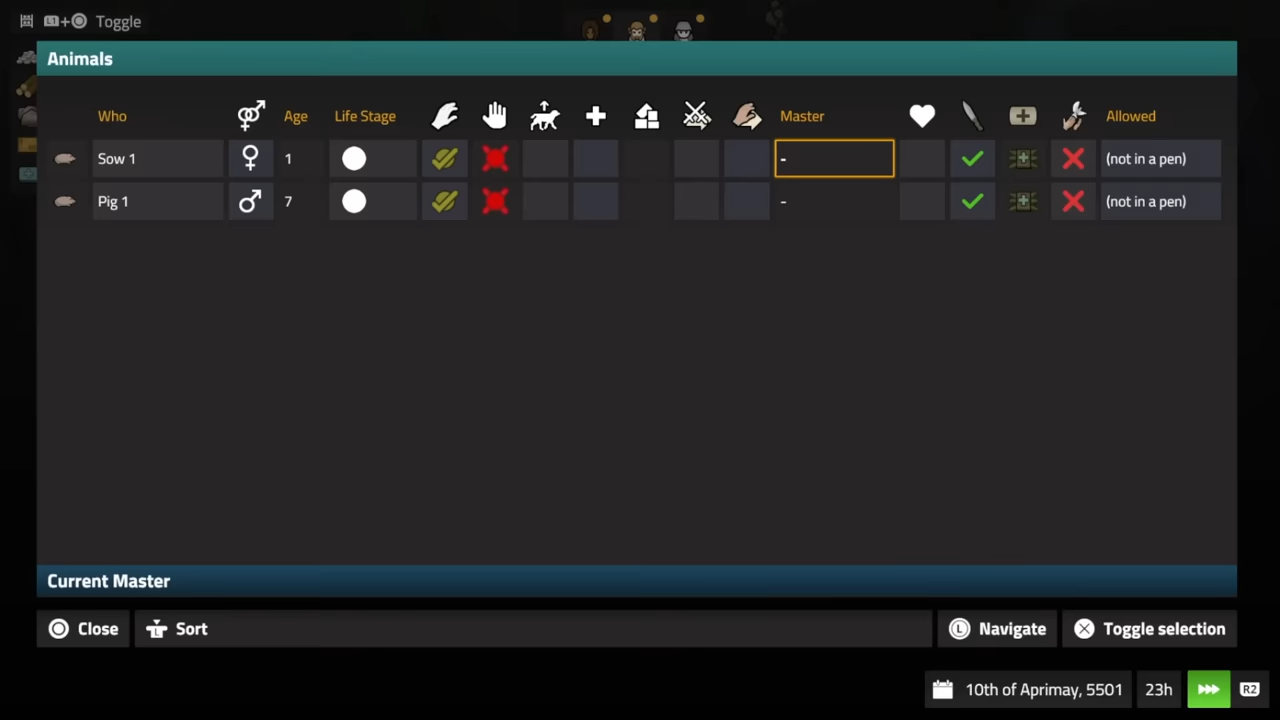 L1+ Toggle
Animals
Who Age Life Stage Master Allowed
Sow 1 1 - (not in a pen)
Pig 1 7 - (not in a pen)
Current Master
Close L Sort L Navigate Toggle selection
10th of Aprimay, 5501 23h R2